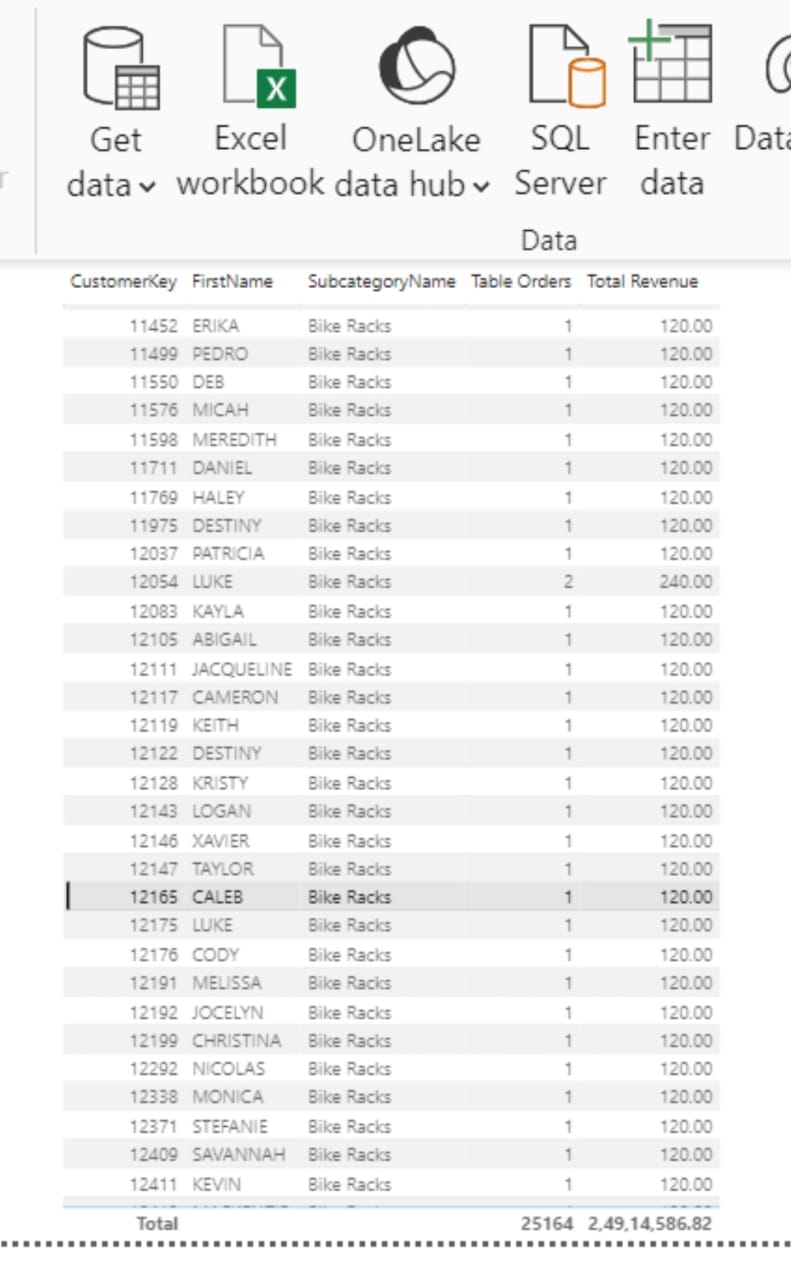 Get data
Excel workbook
OneLake data hub
SQL Server
Enter data
Data
CustomerKey FirstName SubcategoryName Table Orders Total Revenue
11452 ERIKA Bike Racks 1 120.00
11499 PEDRO Bike Racks 1 120.00
11550 DEB Bike Racks 1 120.00
11576 MICAH Bike Racks 1 120.00
11598 MEREDITH Bike Racks 1 120.00
11711 DANIEL Bike Racks 1 120.00
11769 HALEY Bike Racks 1 120.00
11975 DESTINY Bike Racks 1 120.00
12037 PATRICIA Bike Racks 1 120.00
12054 LUKE Bike Racks 2 240.00
12083 KAYLA Bike Racks 1 120.00
12105 ABIGAIL Bike Racks 1 120.00
12111 JACQUELINE Bike Racks 1 120.00
12117 CAMERON Bike Racks 1 120.00
12119 KEITH Bike Racks 1 120.00
12122 DESTINY Bike Racks 1 120.00
12128 KRISTY Bike Racks 1 120.00
12143 LOGAN Bike Racks 1 120.00
12146 XAVIER Bike Racks 1 120.00
12147 TAYLOR Bike Racks 1 120.00
12165 CALEB Bike Racks 1 120.00
12175 LUKE Bike Racks 1 120.00
12176 CODY Bike Racks 1 120.00
12191 MELISSA Bike Racks 1 120.00
12192 JOCELYN Bike Racks 1 120.00
12199 CHRISTINA Bike Racks 1 120.00
12292 NICOLAS Bike Racks 1 120.00
12338 MONICA Bike Racks 1 120.00
12371 STEFANIE Bike Racks 1 120.00
12409 SAVANNAH Bike Racks 1 120.00
12411 KEVIN Bike Racks 1 120.00
Total 25164 2,49,14,586.82